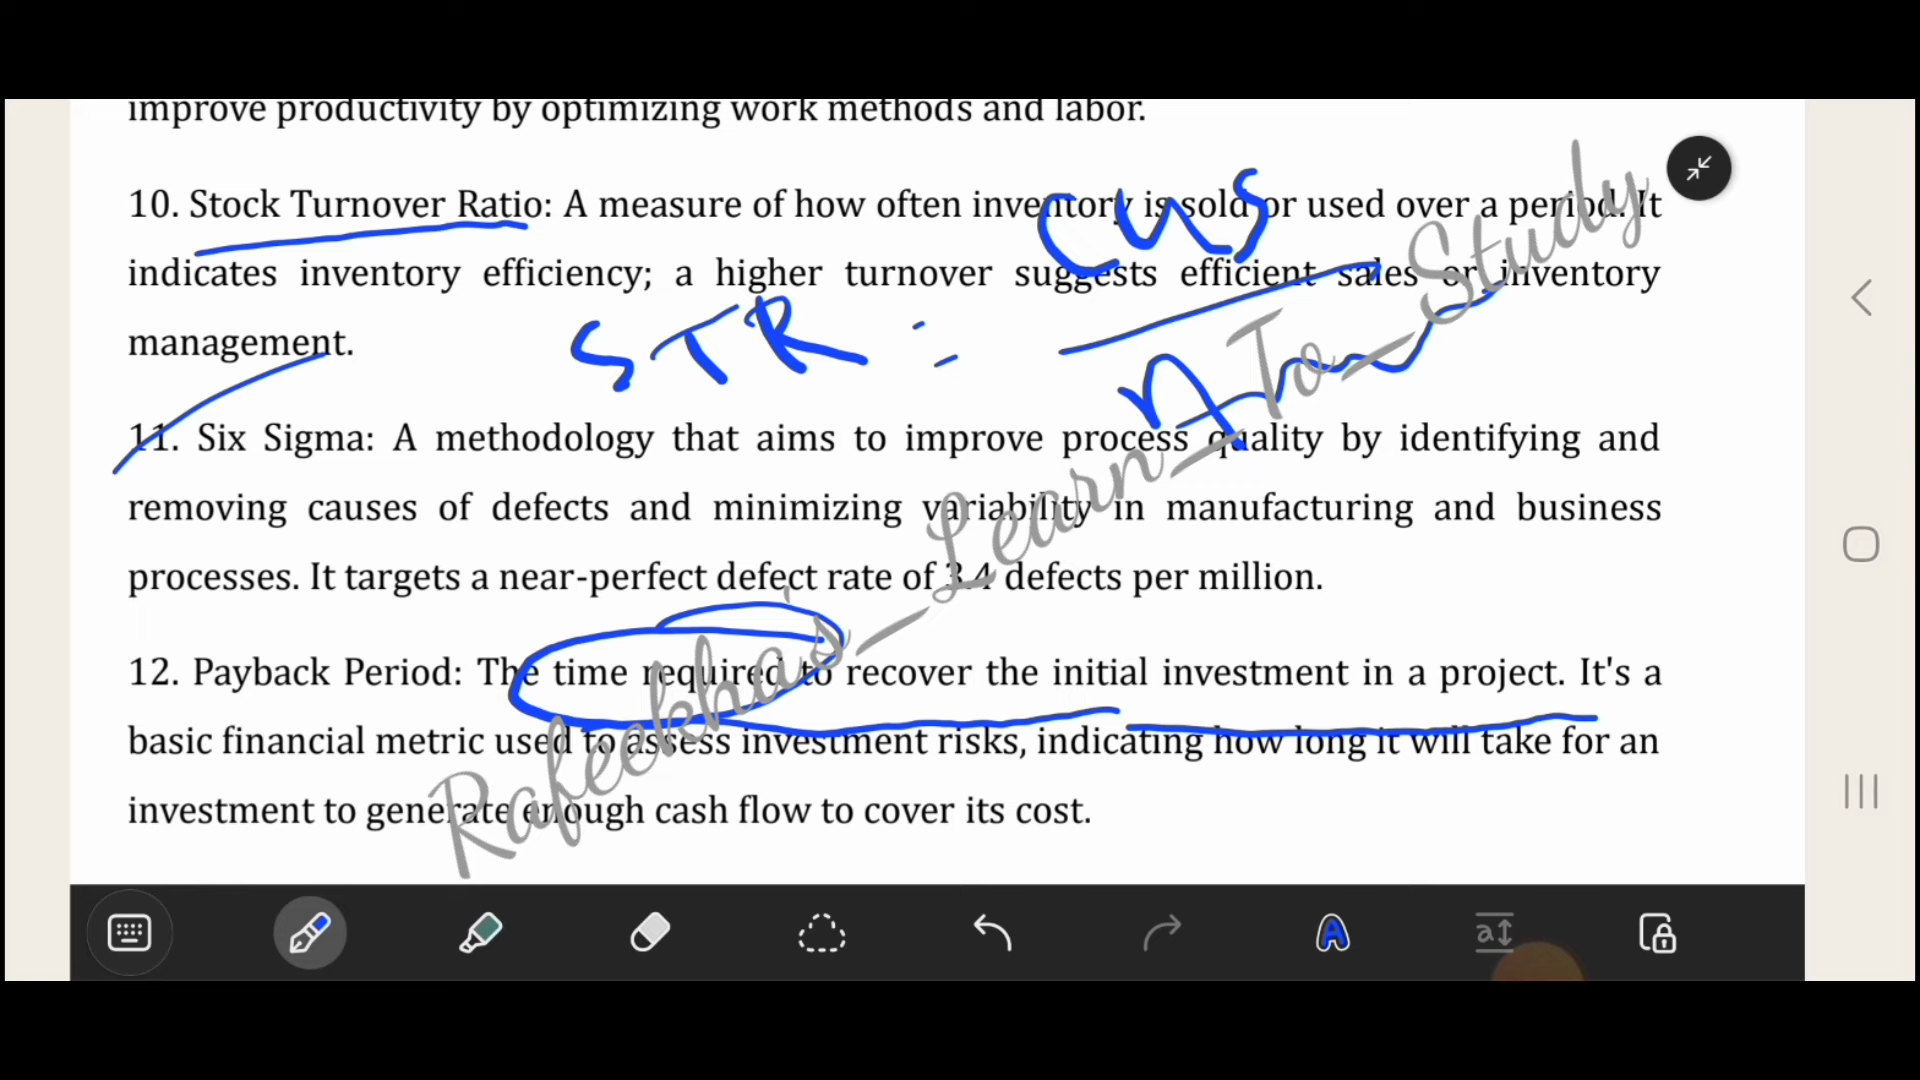 improve productivity by optimizing work methods and labor.
10. Stock Turnover Ratio: A measure of how often inventory is sold or used over a period. It
indicates inventory efficiency; a higher turnover suggests efficient sales or inventory
management.
STR =
11. Six Sigma: A methodology that aims to improve process quality by identifying and
removing causes of defects and minimizing variability in manufacturing and business
processes. It targets a near-perfect defect rate of 3.4 defects per million.
12. Payback Period: The time required to recover the initial investment in a project. It's a
basic financial metric used to assess investment risks, indicating how long it will take for an
investment to generate enough cash flow to cover its cost.
Rafeekha's_Learn_To_Study